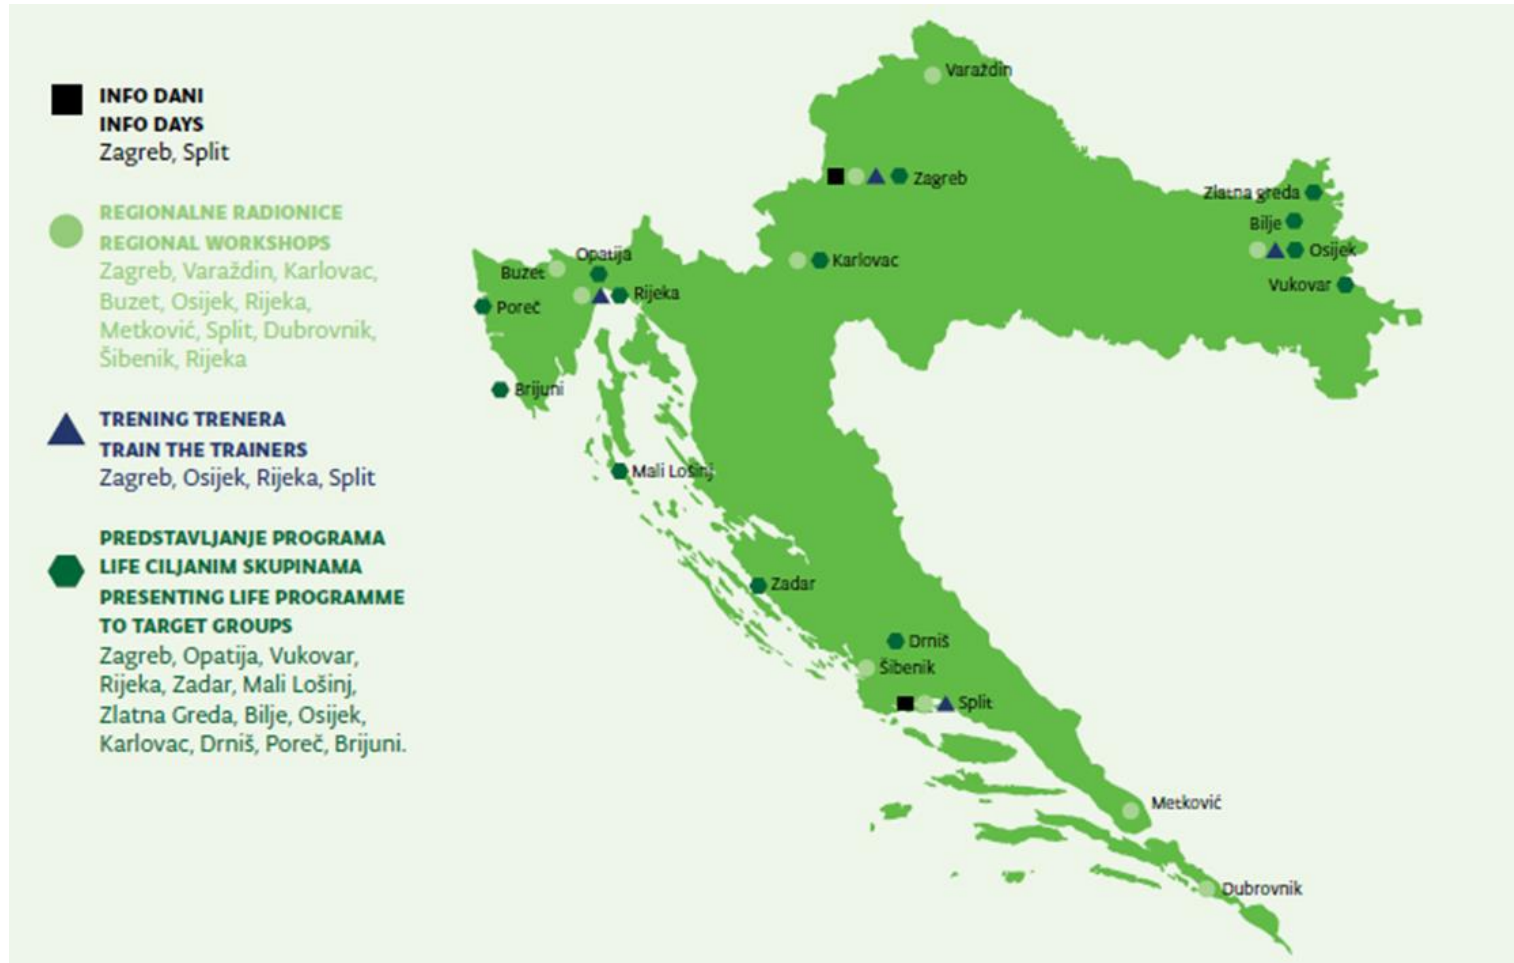 INFO DANI
INFO DAYS
Zagreb, Split
REGIONALNE RADIONICE
REGIONAL WORKSHOPS
Zagreb, Varaždin, Karlovac,
Buzet, Osijek, Rijeka,
Metković, Split, Dubrovnik,
Šibenik, Rijeka
TRENING TRENERA
TRAIN THE TRAINERS
Zagreb, Osijek, Rijeka, Split
PREDSTAVLJANJE PROGRAMA
LIFE CILJANIM SKUPINAMA
PRESENTING LIFE PROGRAMME
TO TARGET GROUPS
Zagreb, Opatija, Vukovar,
Rijeka, Zadar, Mali Lošinj,
Zlatna Greda, Bilje, Osijek,
Karlovac, Drniš, Poreč, Brijuni.
Varaždin
Zagreb
Zlatna greda
Bilje
Osijek
Vukovar
Karlovac
Opatija
Buzet
Rijeka
Poreč
Brijuni
Mali Lošinj
Zadar
Drniš
Šibenik
Split
Metković
Dubrovnik